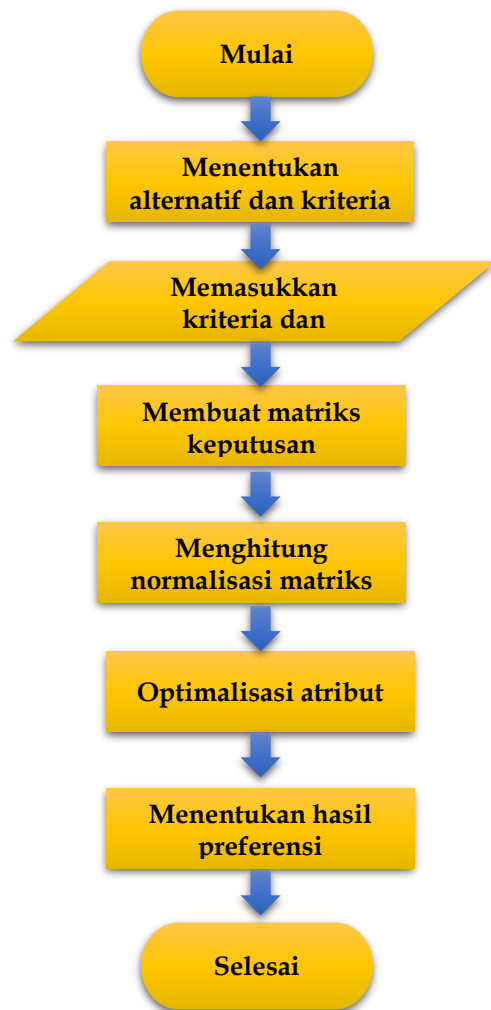 Mulai
Menentukan
alternatif dan kriteria
Memasukkan
kriteria dan
Membuat matriks
keputusan
Menghitung
normalisasi matriks
Optimalisasi atribut
Menentukan hasil
preferensi
Selesai